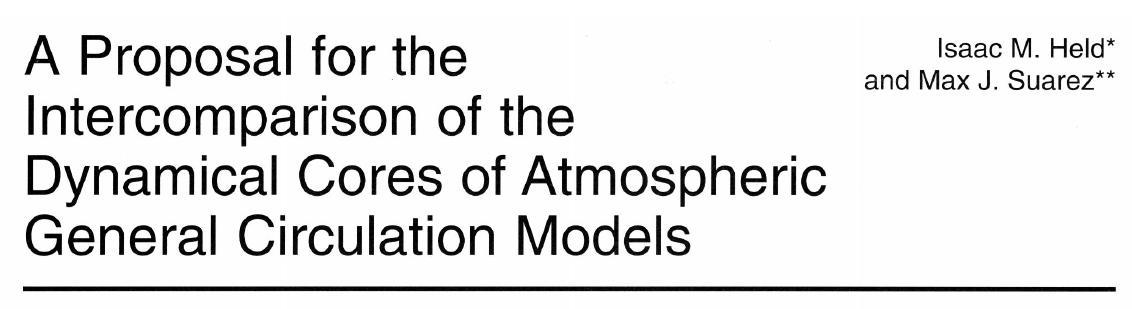 A Proposal for the
Intercomparison of the
Dynamical Cores of Atmospheric
General Circulation Models
Isaac M. Held*
and Max J. Suarez**